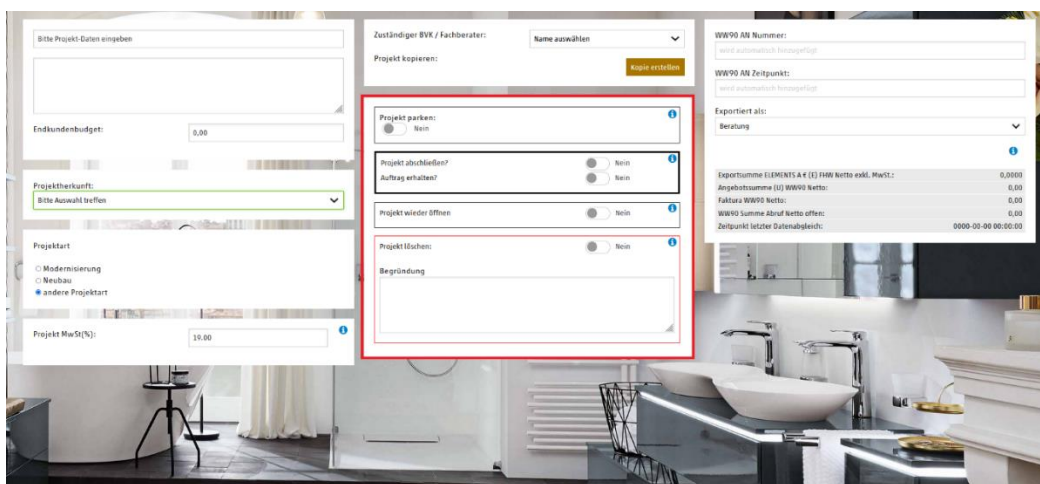 Bitte Projekt-Daten eingeben
Endkundenbudget:
0,00
Projektherkunft:
Bitte Auswahl treffen
Projektart
Modernisierung
Neubau
andere Projektart
Projekt MwSt(%):
19.00
Zuständiger BVK / Fachberater:
Name auswählen
Projekt kopieren:
Kopie erstellen
Projekt parken:
Nein
Projekt abschließen?
Nein
Auftrag erhalten?
Nein
Projekt wieder öffnen
Nein
Projekt löschen:
Nein
Begründung
WW90 AN Nummer:
wird automatisch hinzugefügt
WW90 AN Zeitpunkt:
wird automatisch hinzugefügt
Exportiert als:
Beratung
Exportsumme ELEMENTS A € (E) FHW Netto exkl. MwSt.: 0,0000
Angebotssumme (U) WW90 Netto: 0,00
Faktura WW90 Netto: 0,00
WW90 Summe Abruf Netto offen: 0,00
Zeitpunkt letzter Datenabgleich: 0000-00-00 00:00:00